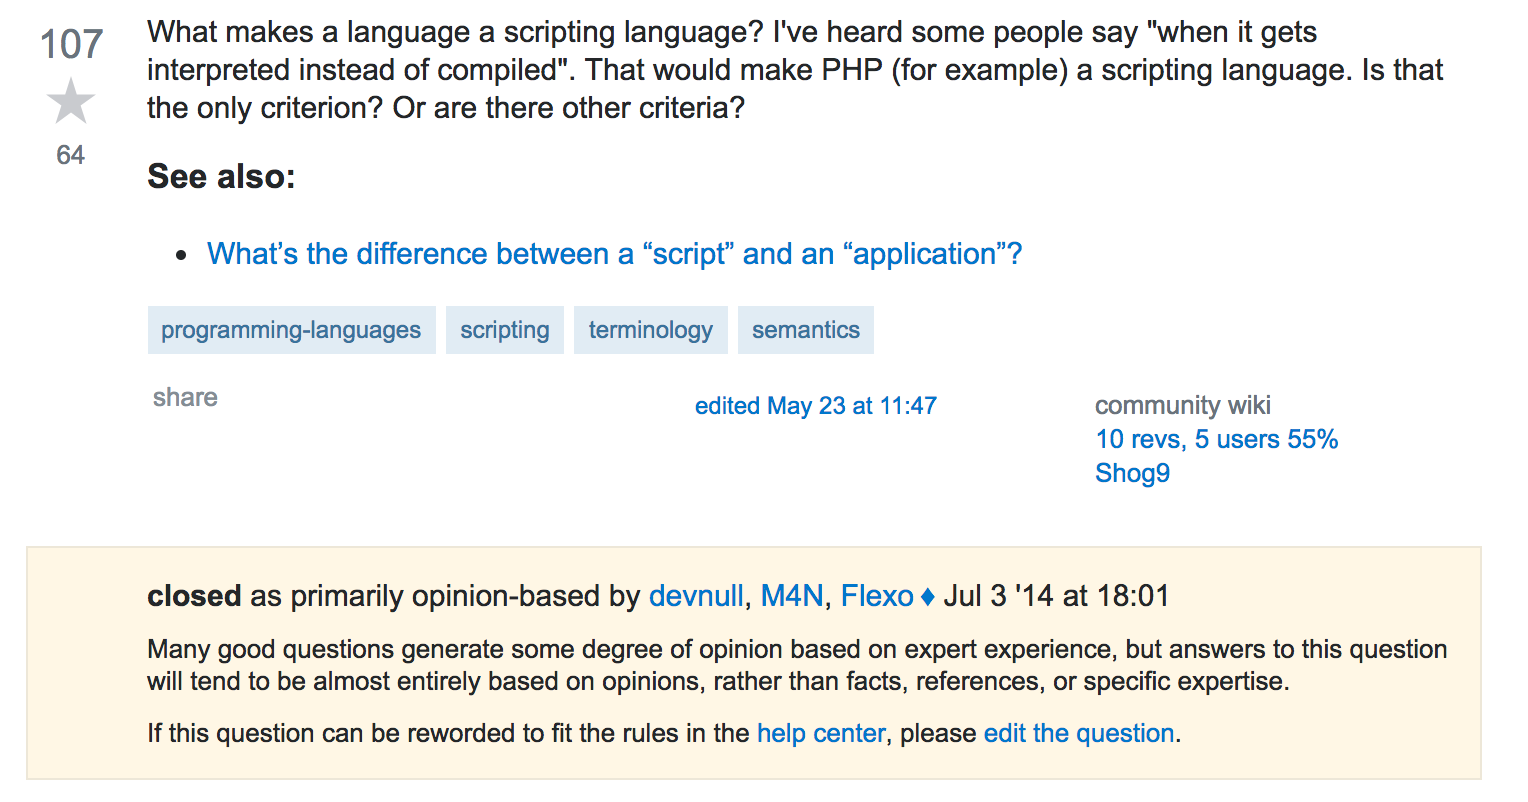 107
What makes a language a scripting language? I've heard some people say "when it gets
interpreted instead of compiled". That would make PHP (for example) a scripting language. Is that
the only criterion? Or are there other criteria?
64
See also:
• What’s the difference between a “script” and an “application”?
programming-languages scripting terminology semantics
share edited May 23 at 11:47 community wiki
10 revs, 5 users 55%
Shog9
closed as primarily opinion-based by devnull, M4N, Flexo♦ Jul 3 '14 at 18:01
Many good questions generate some degree of opinion based on expert experience, but answers to this question
will tend to be almost entirely based on opinions, rather than facts, references, or specific expertise.
If this question can be reworded to fit the rules in the help center, please edit the question.